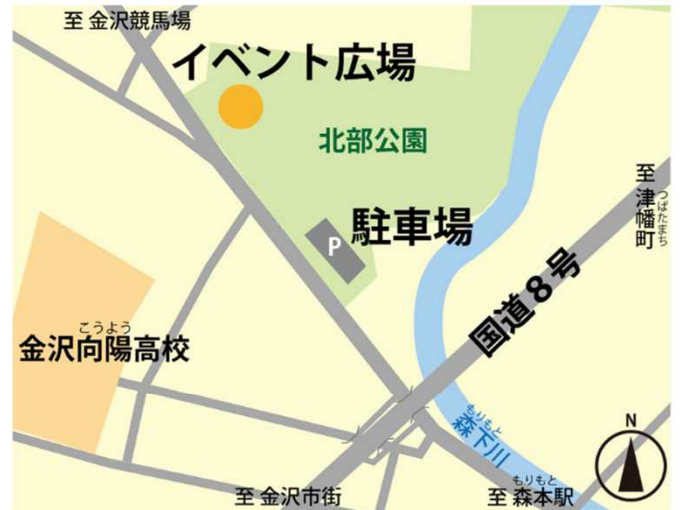 至 金沢競馬場
イベント広場
北部公園
至 津幡町
つばたまち
駐車場
P
国道8号
こうよう
金沢向陽高校
もりもと
森下川
N
至 金沢市街
もりもと
至 森本駅